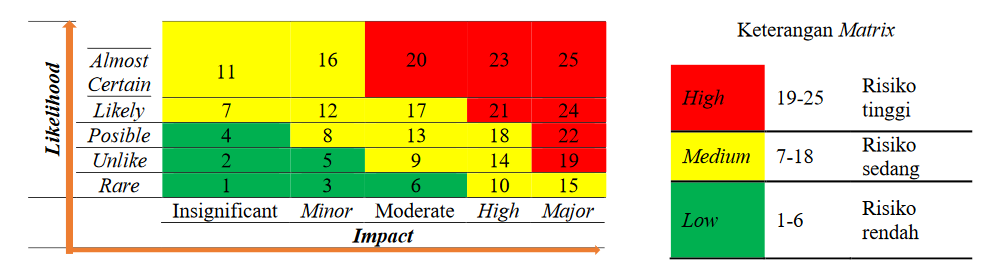 Likelihood
Almost
Certain
11 16 20 23 25
Likely 7 12 17 21 24
Posible 4 8 13 18 22
Unlike 2 5 9 14 19
Rare 1 3 6 10 15
Insignificant Minor Moderate High Major
Impact
Keterangan Matrix
High 19-25 Risiko
tinggi
Medium 7-18 Risiko
sedang
Low 1-6 Risiko
rendah